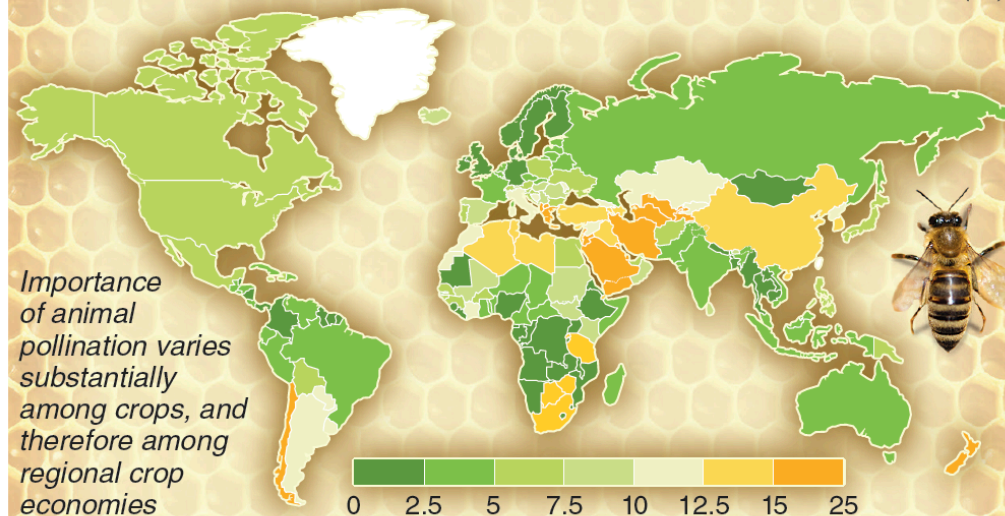 Importance
of animal
pollination varies
substantially
among crops, and
therefore among
regional crop
economies
0 2.5 5 7.5 10 12.5 15 25